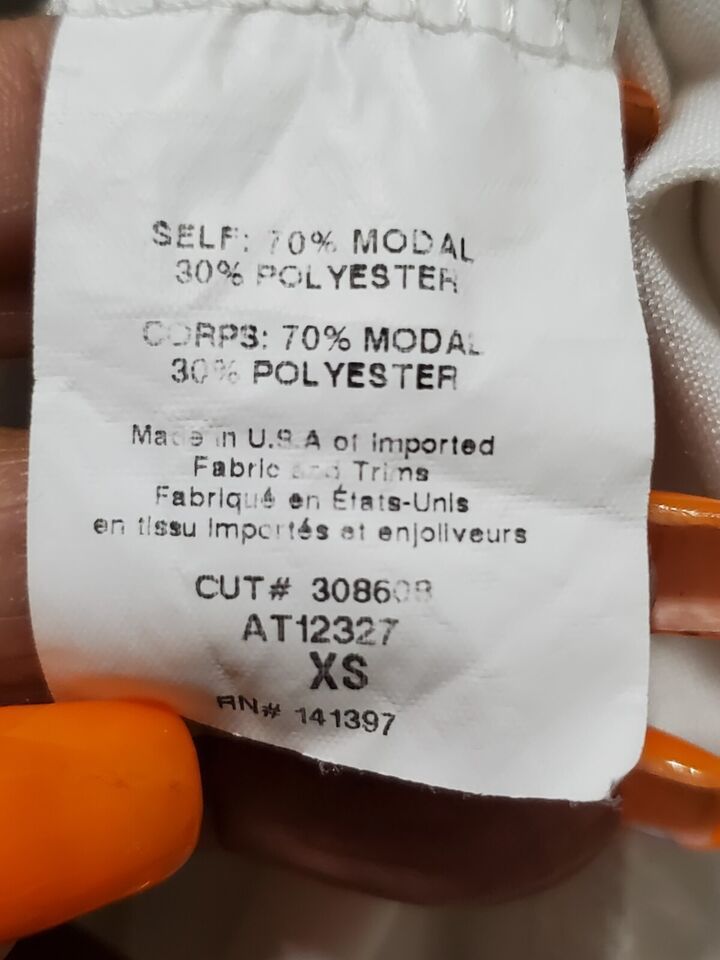 SELF: 70% MODAL
30% POLYESTER
CORPS: 70% MODAL
30% POLYESTER
Made in U.S.A of Imported
Fabric and Trims
Fabriqué en États-Unis
en tissu importés et enjoliveurs
CUT# 308608
AT12327
XS
RN# 141397